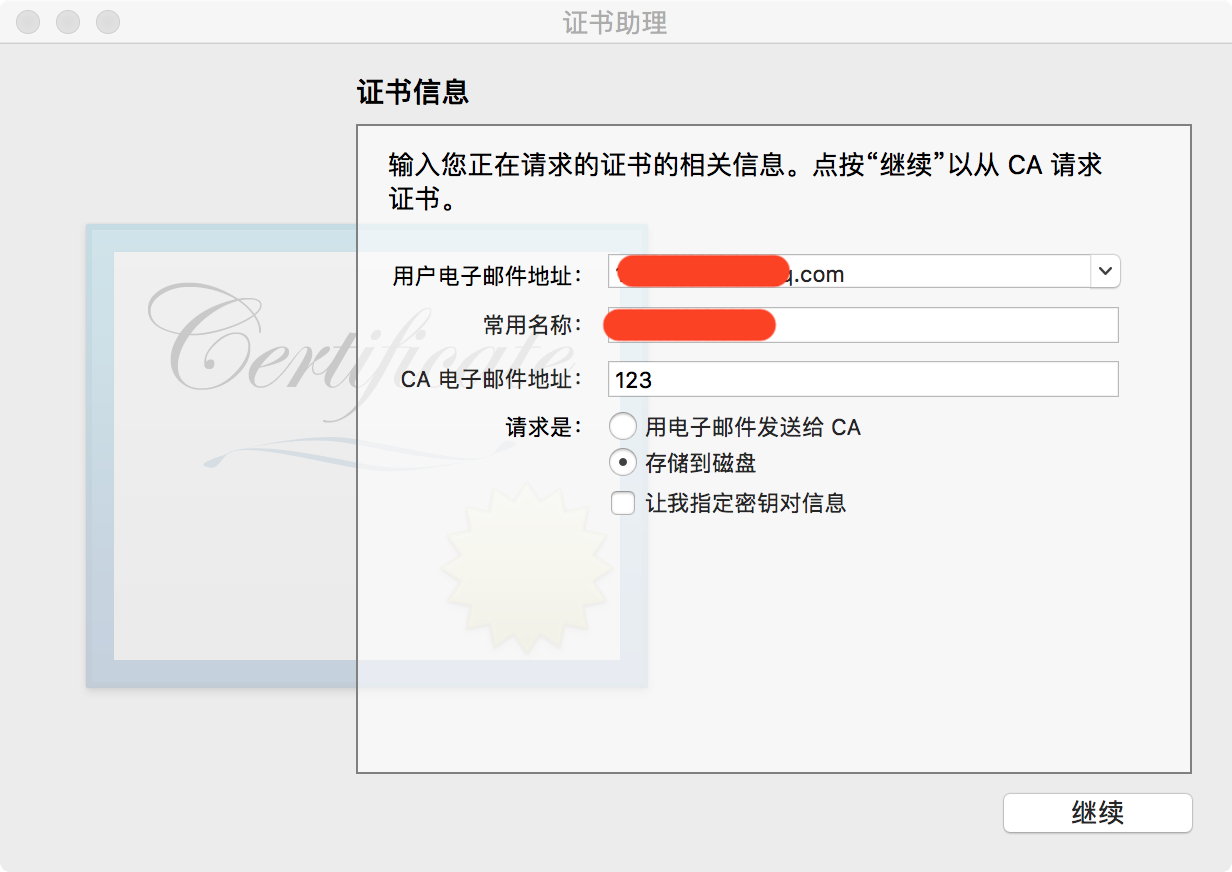 证书助理
证书信息
输入您正在请求的证书的相关信息。点按“继续”以从 CA 请求
证书。
Certificate
用户电子邮件地址： q.com
常用名称：
CA 电子邮件地址： 123
请求是： 用电子邮件发送给 CA
存储到磁盘
让我指定密钥对信息
继续